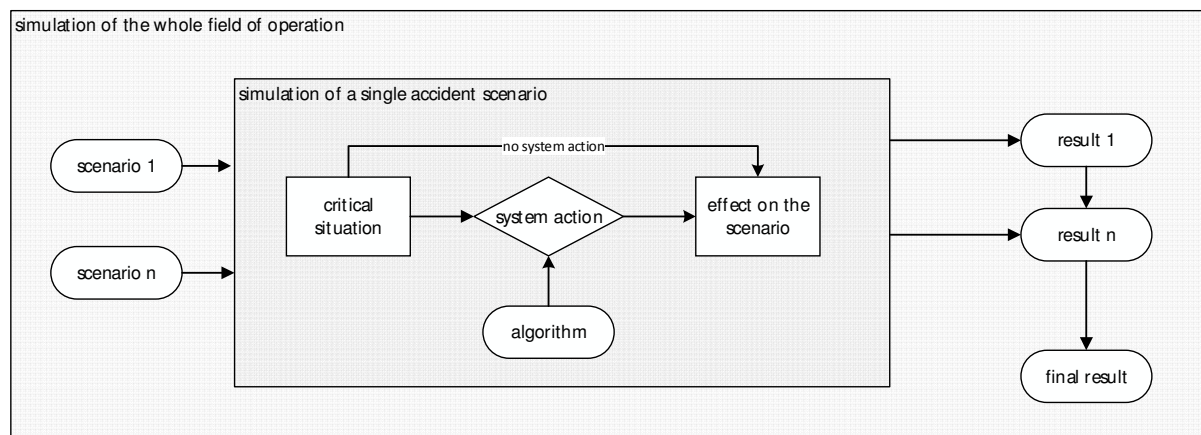 simulation of the whole field of operation
simulation of a single accident scenario
no system action
scenario 1
critical
situation
system action
effect on the
scenario
result 1
result n
scenario n
algorithm
final result